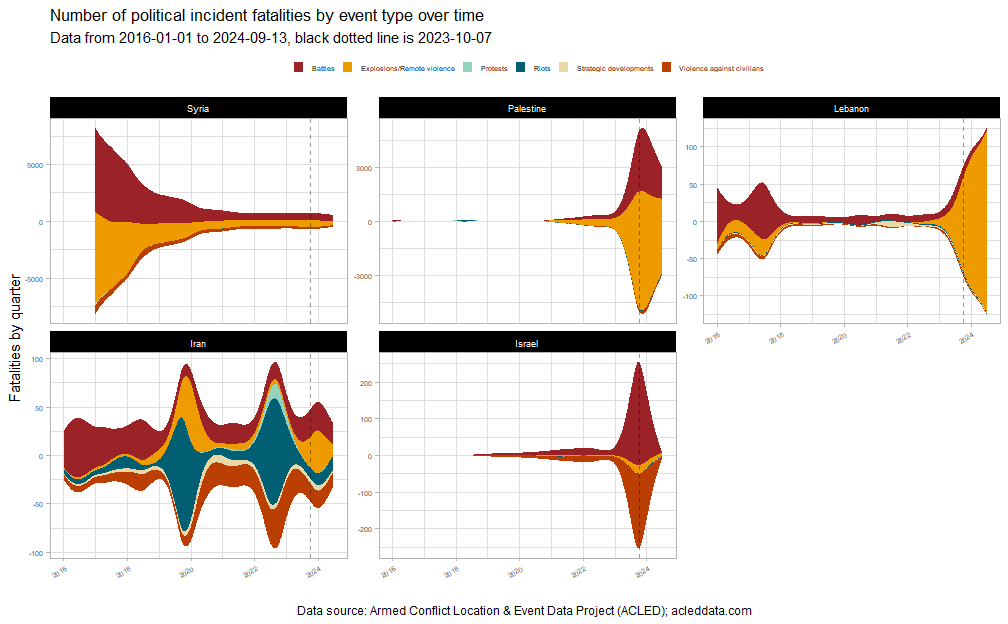 Number of political incident fatalities by event type over time
Data from 2016-01-01 to 2024-09-13, black dotted line is 2023-10-07
Battles Explosions/Remote violence Protests Riots Strategic developments Violence against civilians
Syria Palestine Lebanon
5000
0
-5000
3000
0
-3000
100
50
0
-50
-100
2016 2018 2020 2022 2024
Fatalities by quarter
Iran Israel
100
50
0
-50
-100
200
100
0
-100
-200
2016 2018 2020 2022 2024
2016 2018 2020 2022 2024
Data source: Armed Conflict Location & Event Data Project (ACLED); acleddata.com